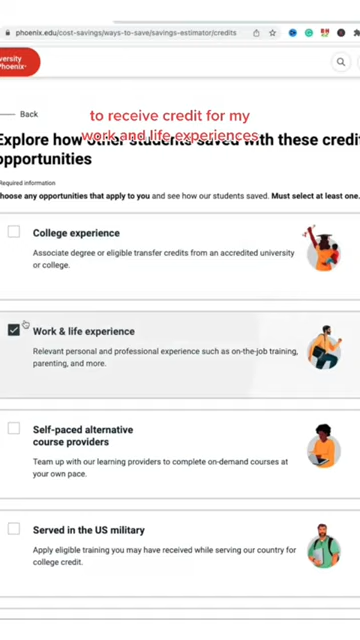 phoenix.edu/cost-savings/ways-to-save/savings-estimator/credits
versity
Phoenix
Back
to receive credit for my
work and life experiences
Explore how other students saved with these credit
opportunities
Required information
hoose any opportunities that apply to you and see how our students saved. Must select at least one.
College experience
Associate degree or eligible transfer credits from an accredited university
or college.
Work & life experience
Relevant personal and professional experience such as on-the-job training,
parenting, and more.
Self-paced alternative
course providers
Team up with our learning providers to complete on-demand courses at
your own pace.
Served in the US military
Apply eligible training you may have received while serving our country for
college credit.